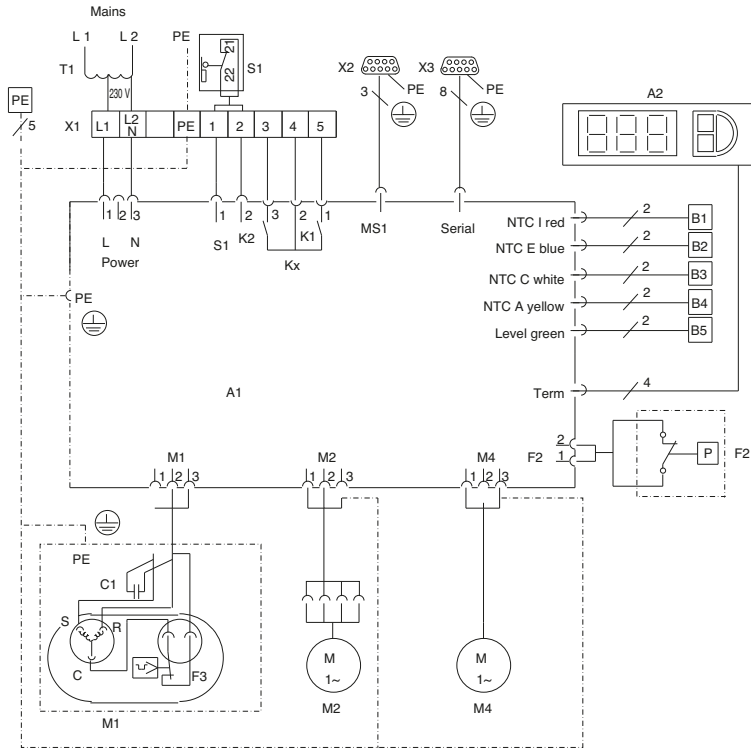 Mains
L 1 L 2 PE
T1
230 V
21
22
S1
X2 X3
PE PE
3 8
A2
PE
5
X1 L1 L2 N PE 1 2 3 4 5
1 2 3 1 2 3 2 1
L N S1 K2 K1 MS1 Serial
Power Kx
NTC I red 2 B1
NTC E blue 2 B2
NTC C white 2 B3
NTC A yellow 2 B4
Level green 2 B5
PE
A1
Term 4
2
1
F2 P F2
M1 M2 M4
1 2 3 1 2 3 1 2 3
PE
C1
S R
C F3
M
1~
M
1~
M1 M2 M4